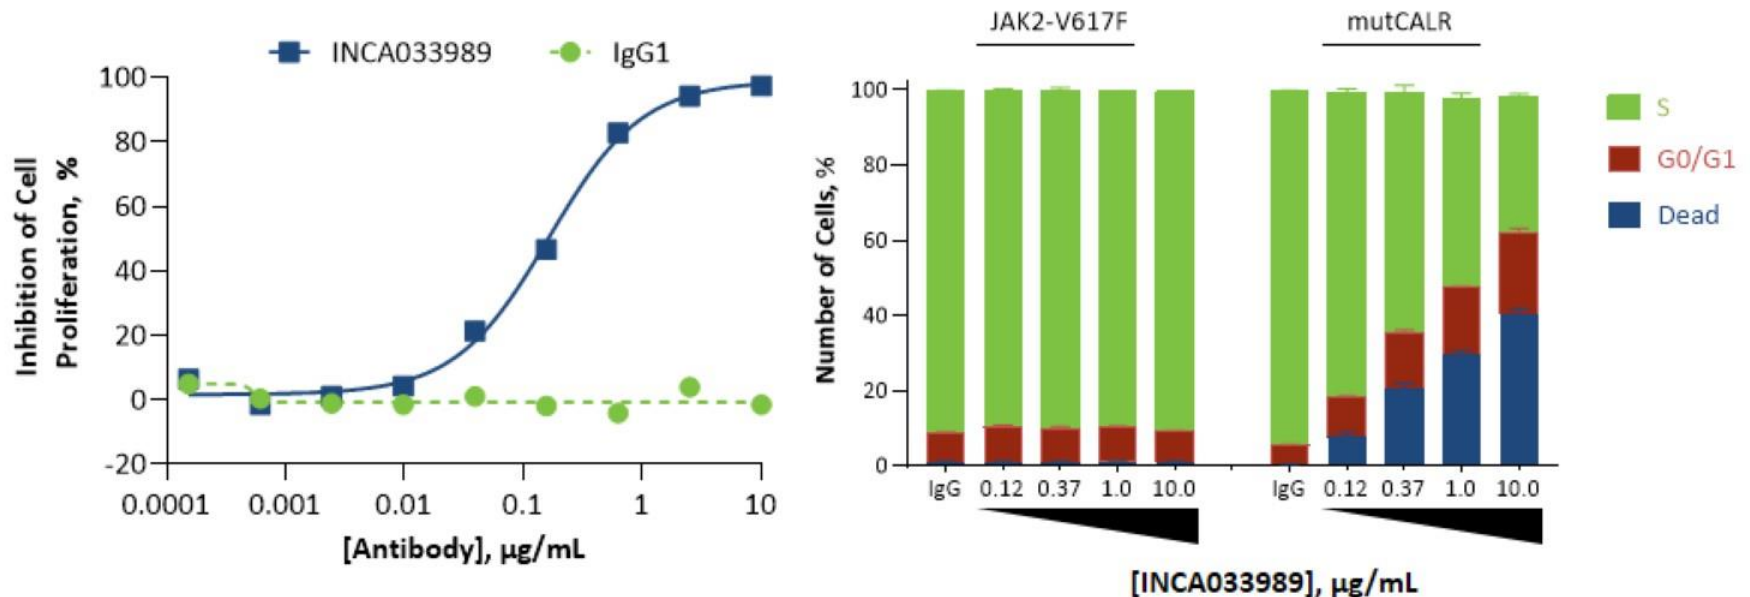 INCA033989 IgG1
Inhibition of Cell
Proliferation, %
100
80
60
40
20
0
-20
0.0001 0.001 0.01 0.1 1 10
[Antibody], µg/mL
JAK2-V617F mutCALR
Number of Cells, %
100
80
60
40
20
0
IgG 0.12 0.37 1.0 10.0 IgG 0.12 0.37 1.0 10.0
[INCA033989], µg/mL
S
G0/G1
Dead